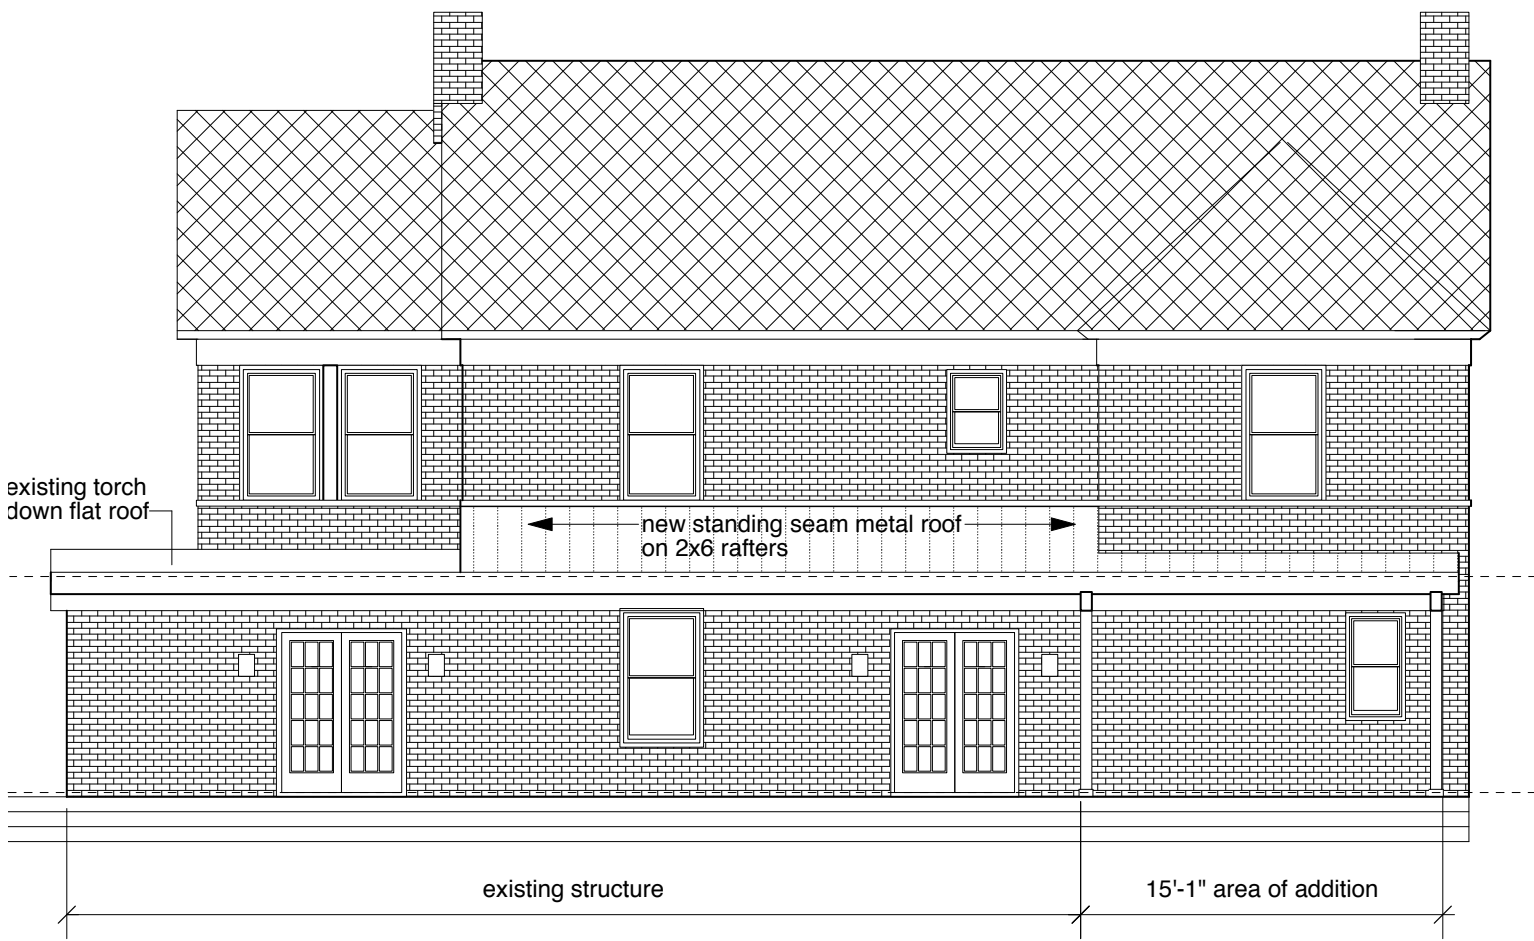 existing torch
down flat roof
new standing seam metal roof
on 2x6 rafters
existing structure
15'-1" area of addition